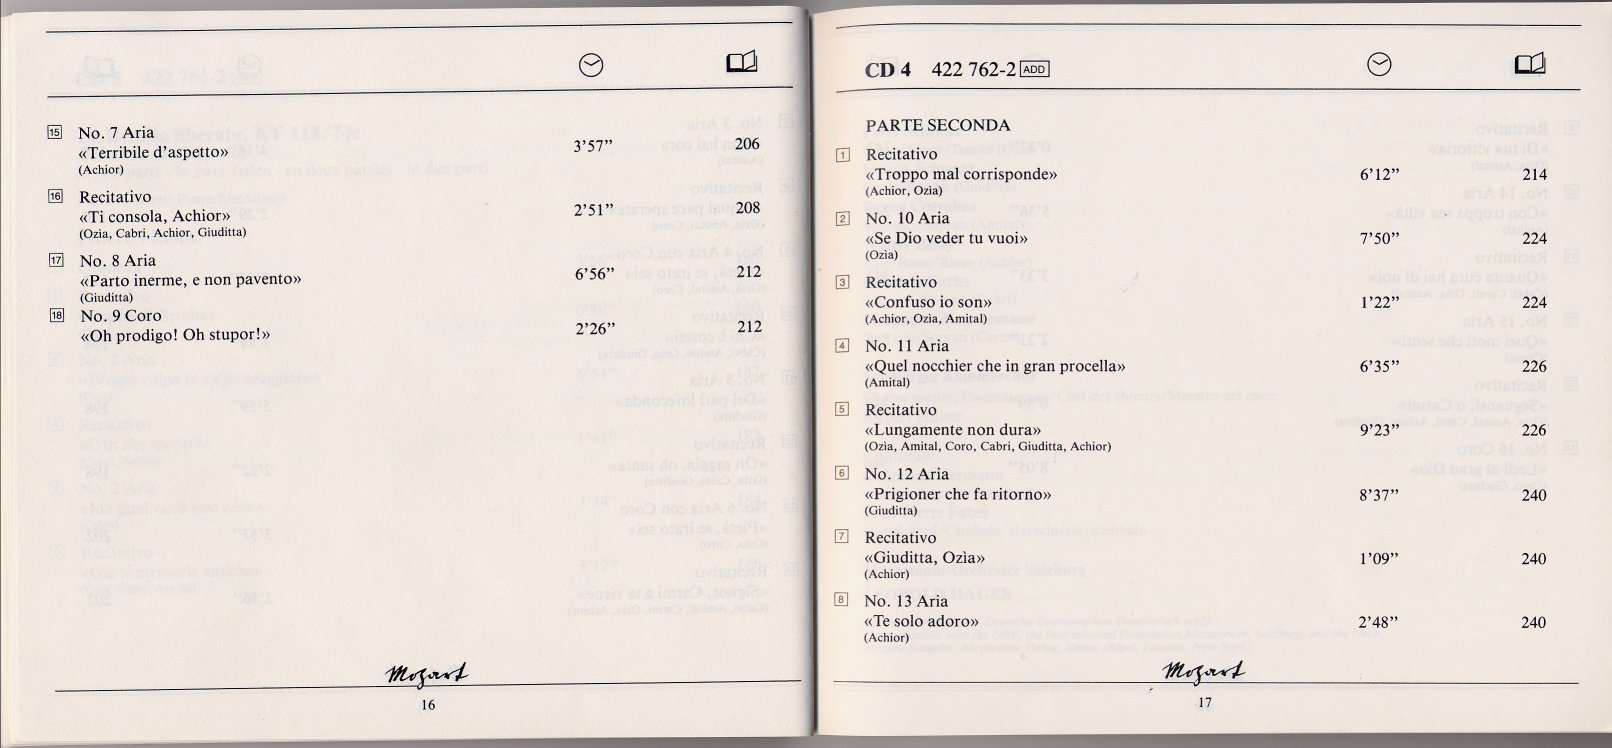 15 No. 7 Aria
«Terribile d’aspetto» 3’57” 206
(Achior)
16 Recitativo
«Ti consola, Achior» 2’51” 208
(Ozìa, Cabri, Achior, Giuditta)
17 No. 8 Aria
«Parto inerme, e non pavento» 6’56” 212
(Giuditta)
18 No. 9 Coro
«Oh prodigo! Oh stupor!» 2’26” 212
Mozart
16
CD 4 422 762-2 ADD
PARTE SECONDA
1 Recitativo
«Troppo mal corrisponde» 6’12” 214
(Achior, Ozìa)
2 No. 10 Aria
«Se Dio veder tu vuoi» 7’50” 224
(Ozìa)
3 Recitativo
«Confuso io son» 1’22” 224
(Achior, Ozìa, Amital)
4 No. 11 Aria
«Quel nocchier che in gran procella» 6’35” 226
(Amital)
5 Recitativo
«Lungamente non dura» 9’23” 226
(Ozìa, Amital, Coro, Cabri, Giuditta, Achior)
6 No. 12 Aria
«Prigioner che fa ritorno» 8’37” 240
(Giuditta)
7 Recitativo
«Giuditta, Ozìa» 1’09” 240
(Achior)
8 No. 13 Aria
«Te solo adoro» 2’48” 240
(Achior)
Mozart
17